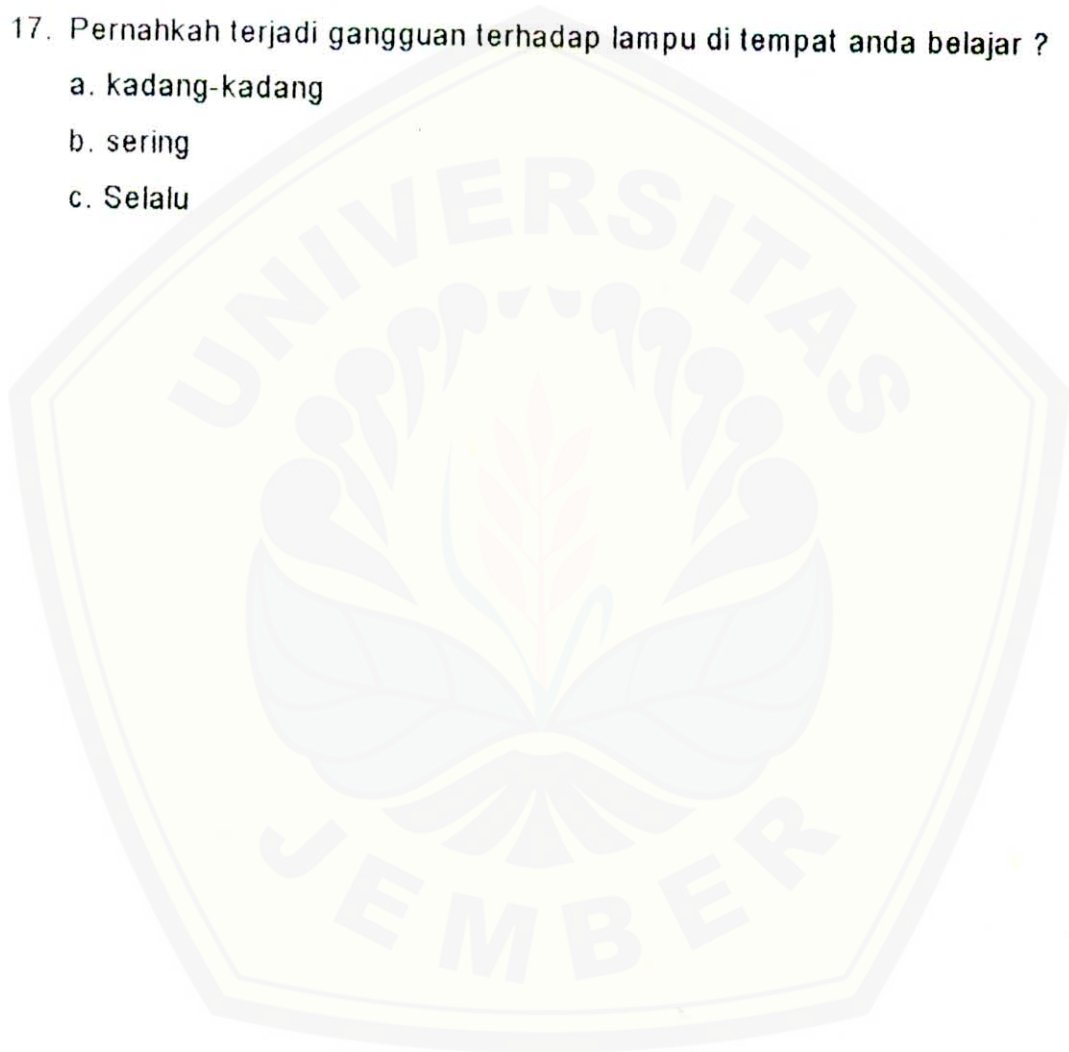 17. Pernahkah terjadi gangguan terhadap lampu di tempat anda belajar ?
a. kadang-kadang
b. sering
c. Selalu
UNIVERSITAS
JEMBER